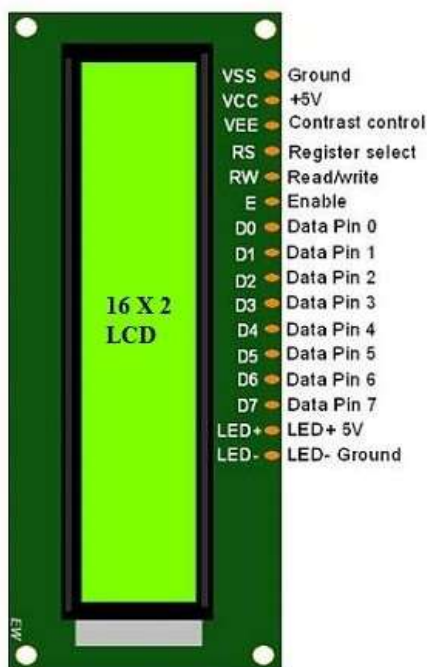 VSS Ground
VCC +5V
VEE Contrast control
RS Register select
RW Read/write
E Enable
D0 Data Pin 0
D1 Data Pin 1
D2 Data Pin 2
D3 Data Pin 3
D4 Data Pin 4
D5 Data Pin 5
D6 Data Pin 6
D7 Data Pin 7
LED+ LED+ 5V
LED- LED- Ground
16 X 2
LCD
EW